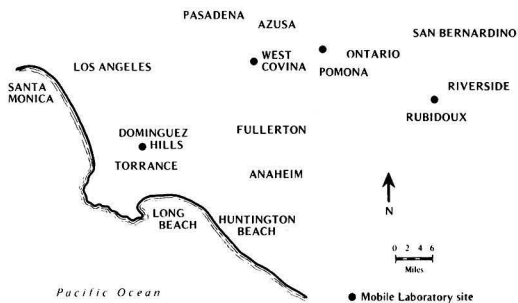 PASADENA
AZUSA
SAN BERNARDINO
WEST
COVINA
ONTARIO
POMONA
LOS ANGELES
SANTA
MONICA
RIVERSIDE
RUBIDOUX
DOMINGUEZ
HILLS
FULLERTON
TORRANCE
ANAHEIM
LONG
BEACH
HUNTINGTON
BEACH
N
0 2 4 6
Miles
Pacific Ocean
Mobile Laboratory site